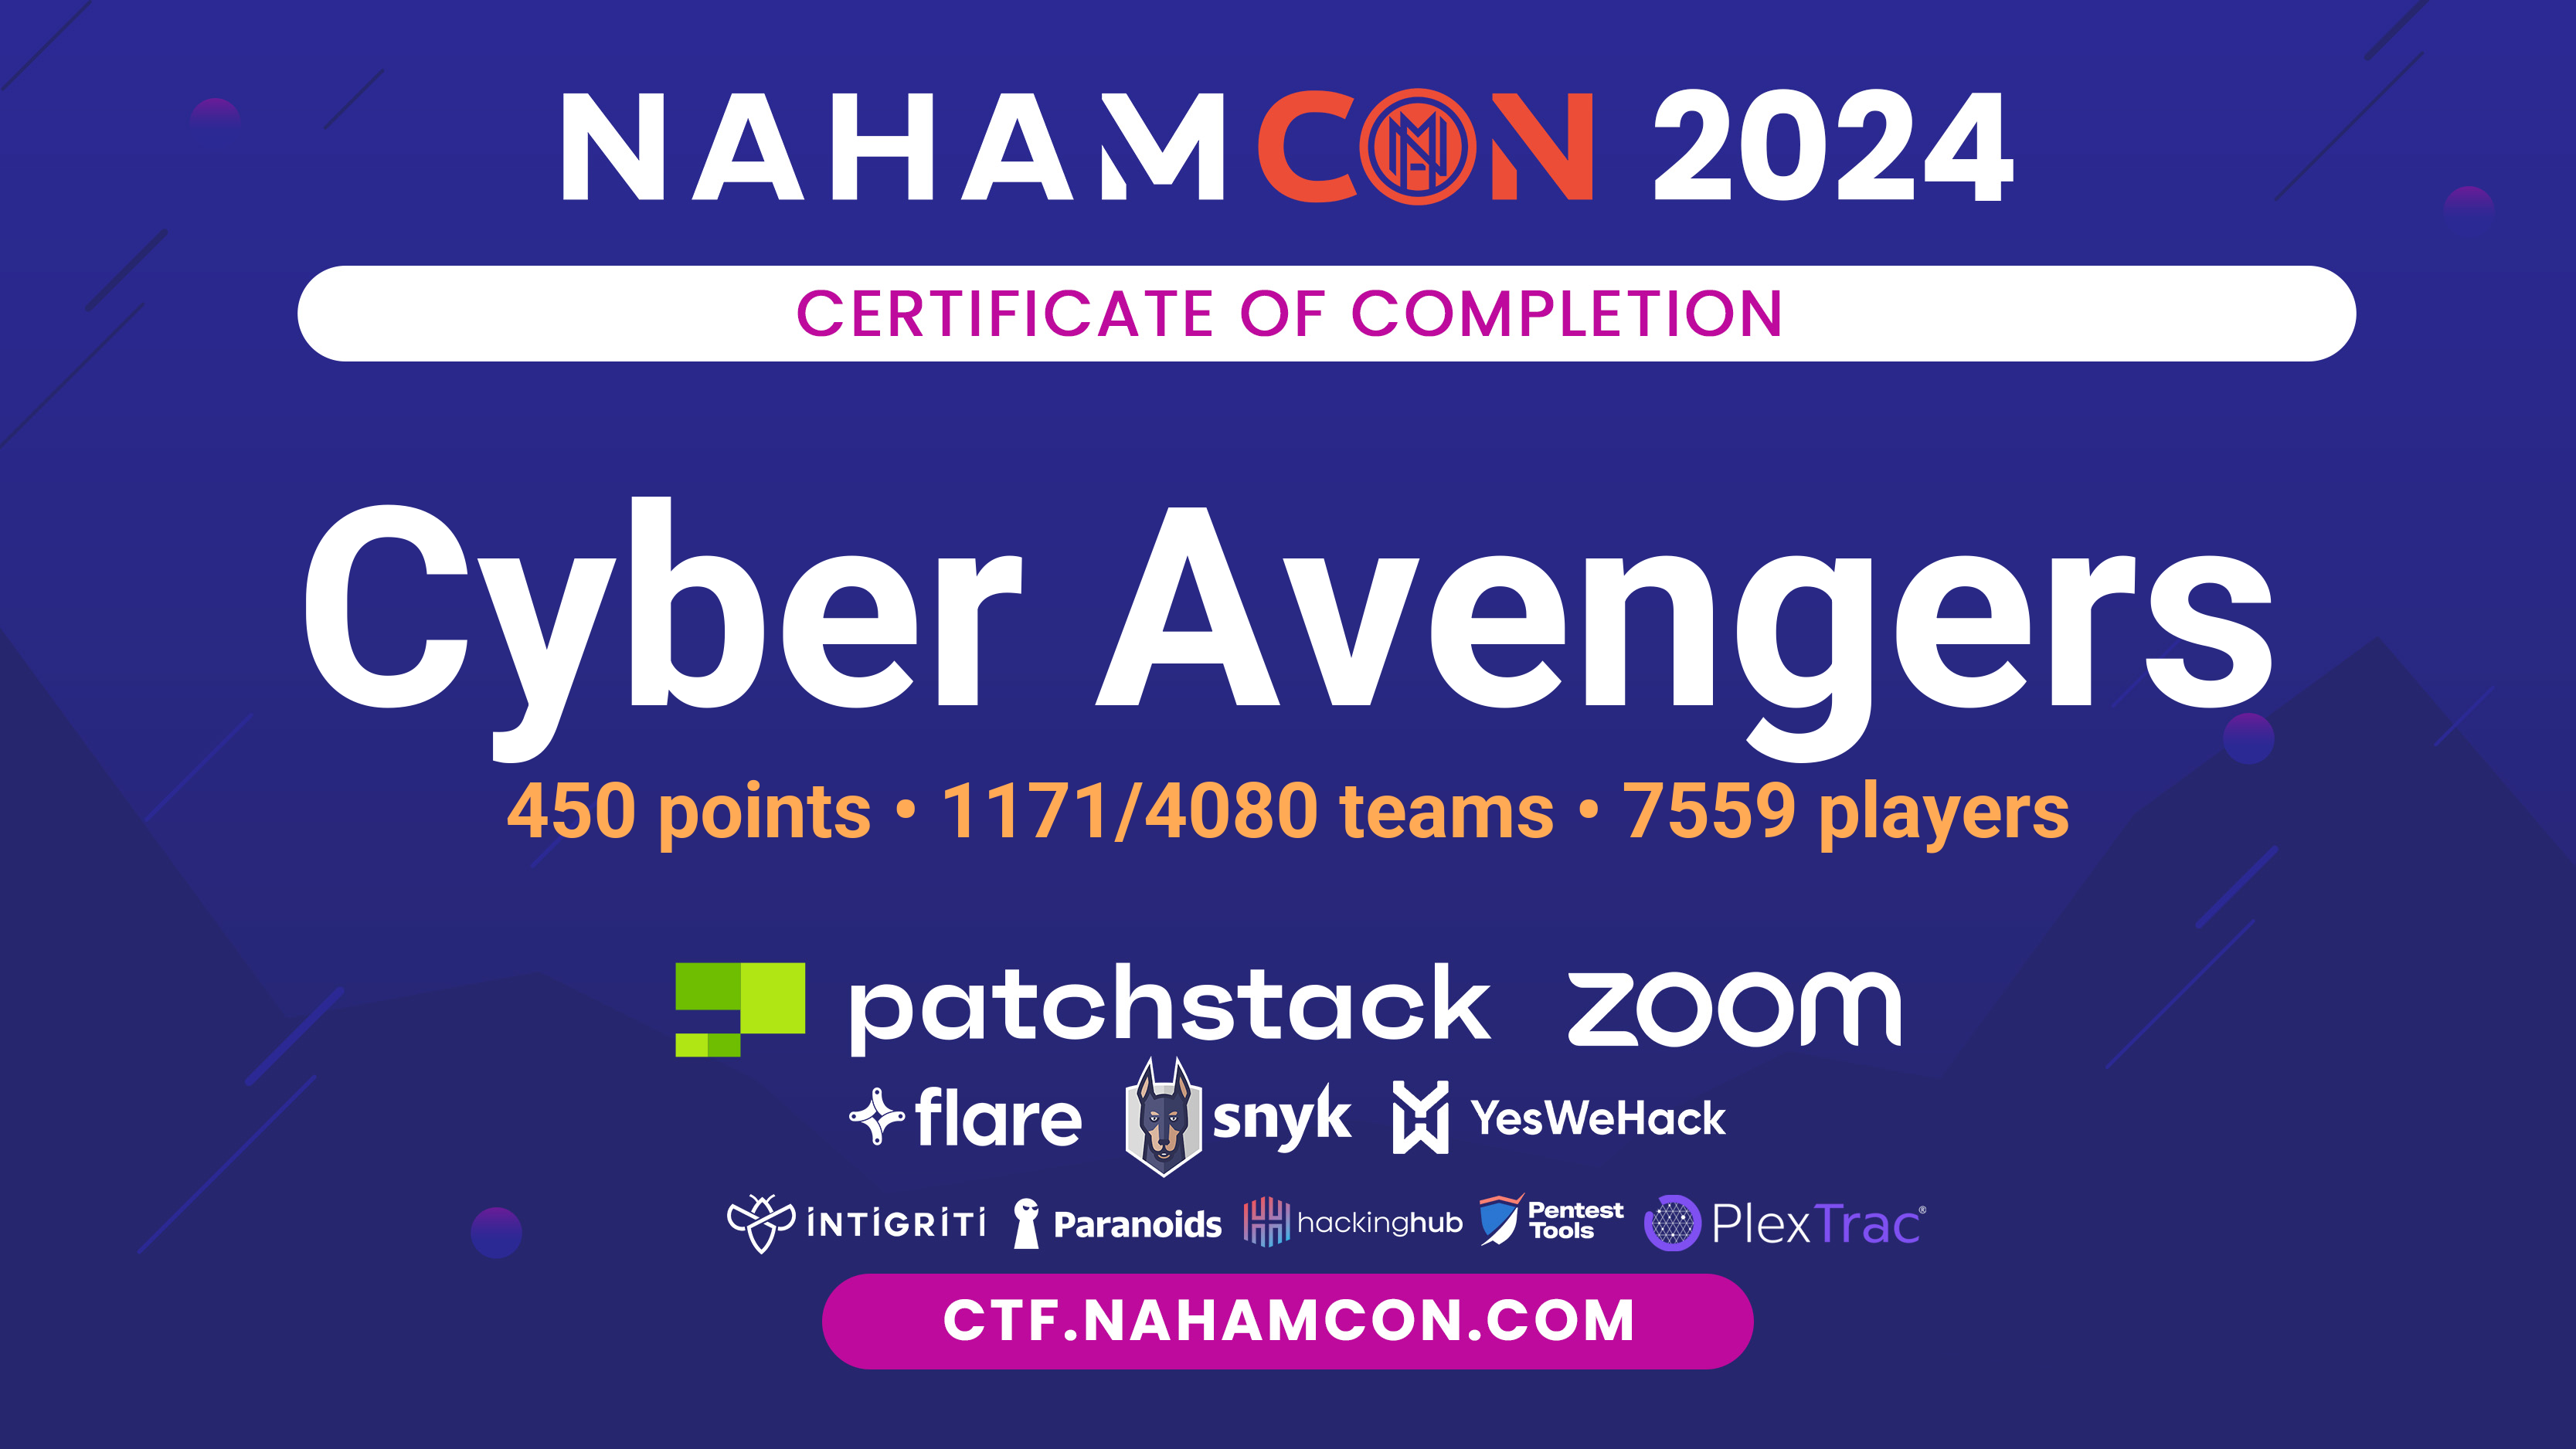 NAHAMCON 2024
CERTIFICATE OF COMPLETION
Cyber Avengers
450 points • 1171/4080 teams • 7559 players
patchstack zoom
flare snyk YesWeHack
INTIGRITI Paranoids hackinghub Pentest Tools PlexTrac®
CTF.NAHAMCON.COM